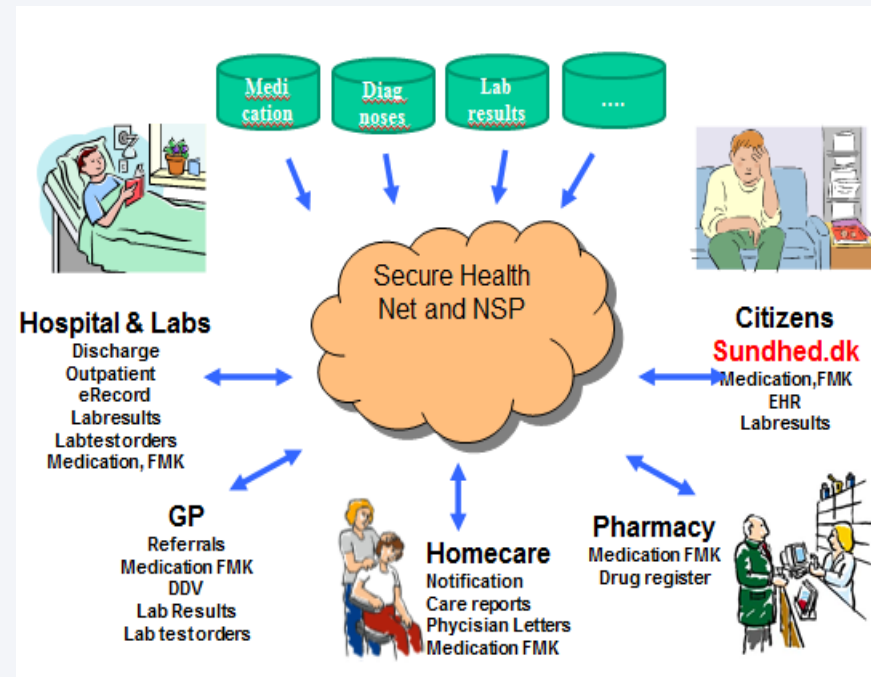 Medi
cation
Diag
noses
Lab
results
....
Secure Health
Net and NSP
Hospital & Labs
Discharge
Outpatient
eRecord
Labresults
Labtestorders
Medication, FMK
Citizens
Sundhed.dk
Medication,FMK
EHR
Labresults
GP
Referrals
Medication FMK
DDV
Lab Results
Lab testorders
Homecare
Notification
Care reports
Phycisian Letters
Medication FMK
Pharmacy
Medication FMK
Drug register